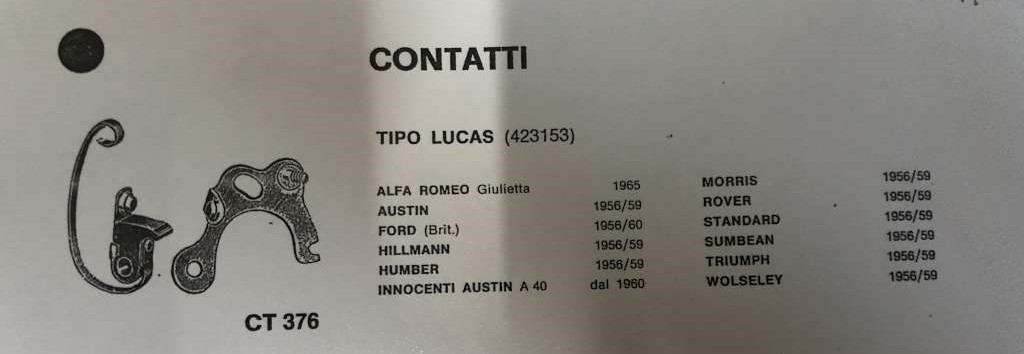 CONTATTI
TIPO LUCAS (423153)
ALFA ROMEO Giulietta 1965
AUSTIN 1956/59
FORD (Brit.) 1956/60
HILLMANN 1956/59
HUMBER 1956/59
INNOCENTI AUSTIN A 40 dal 1960
MORRIS 1956/59
ROVER 1956/59
STANDARD 1956/59
SUMBEAN 1956/59
TRIUMPH 1956/59
WOLSELEY 1956/59
CT 376